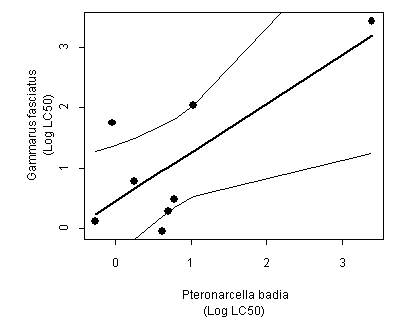 Gammarus fasciatus
(Log LC50)
3
2
1
0
0 1 2 3
Pteronarcella badia
(Log LC50)